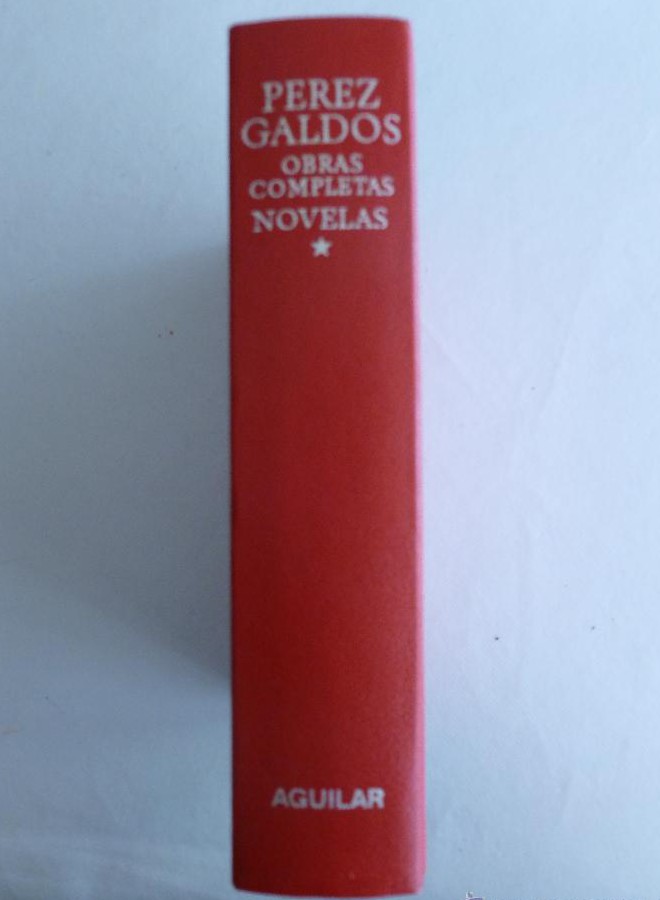 PEREZ
GALDOS
OBRAS
COMPLETAS
NOVELAS
AGUILAR